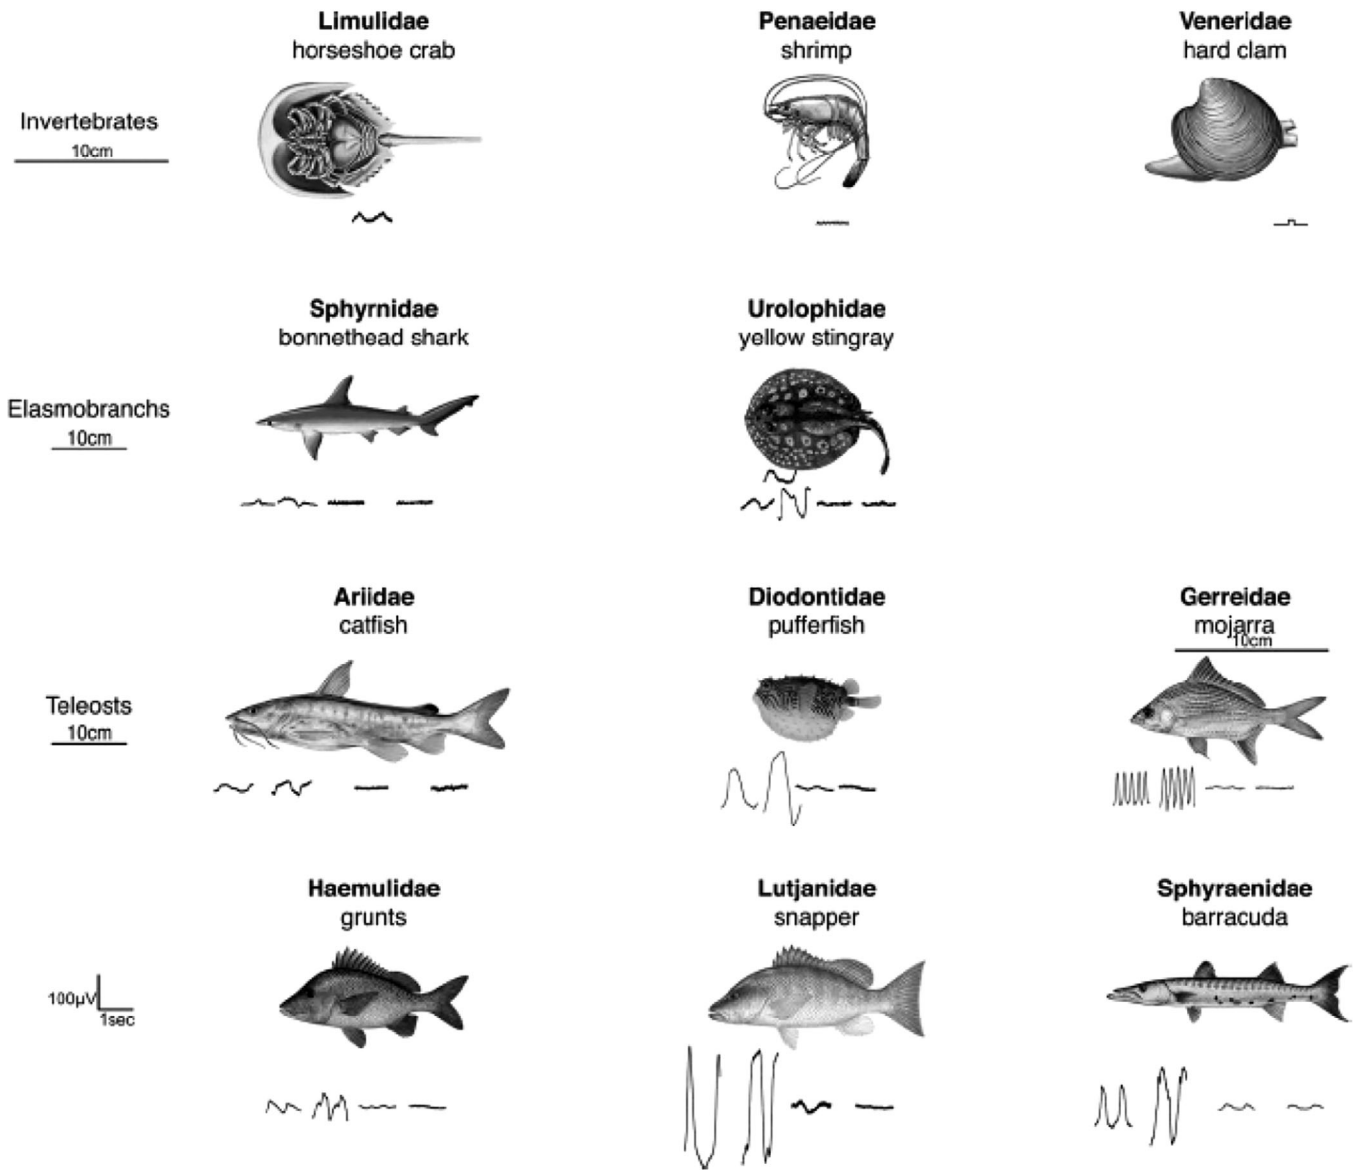 Limulidae
horseshoe crab
Penaeidae
shrimp
Veneridae
hard clam
Invertebrates
10cm
Sphyrnidae
bonnethead shark
Urolophidae
yellow stingray
Elasmobranchs
10cm
Ariidae
catfish
Diodontidae
pufferfish
Gerreidae
mojarra
10cm
Teleosts
10cm
Haemulidae
grunts
Lutjanidae
snapper
Sphyraenidae
barracuda
100µV
1sec